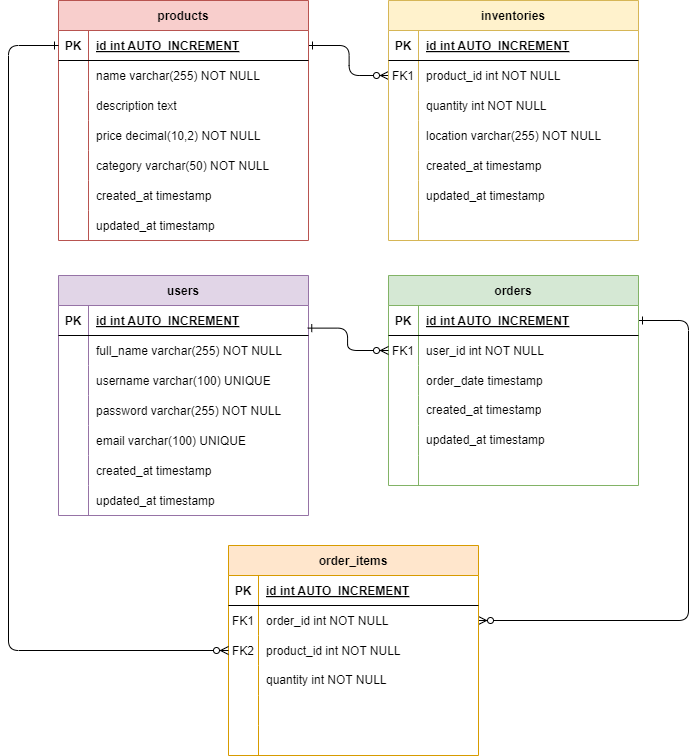 products
PK id int AUTO_INCREMENT
name varchar(255) NOT NULL
description text
price decimal(10,2) NOT NULL
category varchar(50) NOT NULL
created_at timestamp
updated_at timestamp
inventories
PK id int AUTO_INCREMENT
FK1 product_id int NOT NULL
quantity int NOT NULL
location varchar(255) NOT NULL
created_at timestamp
updated_at timestamp
users
PK id int AUTO_INCREMENT
full_name varchar(255) NOT NULL
username varchar(100) UNIQUE
password varchar(255) NOT NULL
email varchar(100) UNIQUE
created_at timestamp
updated_at timestamp
orders
PK id int AUTO_INCREMENT
FK1 user_id int NOT NULL
order_date timestamp
created_at timestamp
updated_at timestamp
order_items
PK id int AUTO_INCREMENT
FK1 order_id int NOT NULL
FK2 product_id int NOT NULL
quantity int NOT NULL